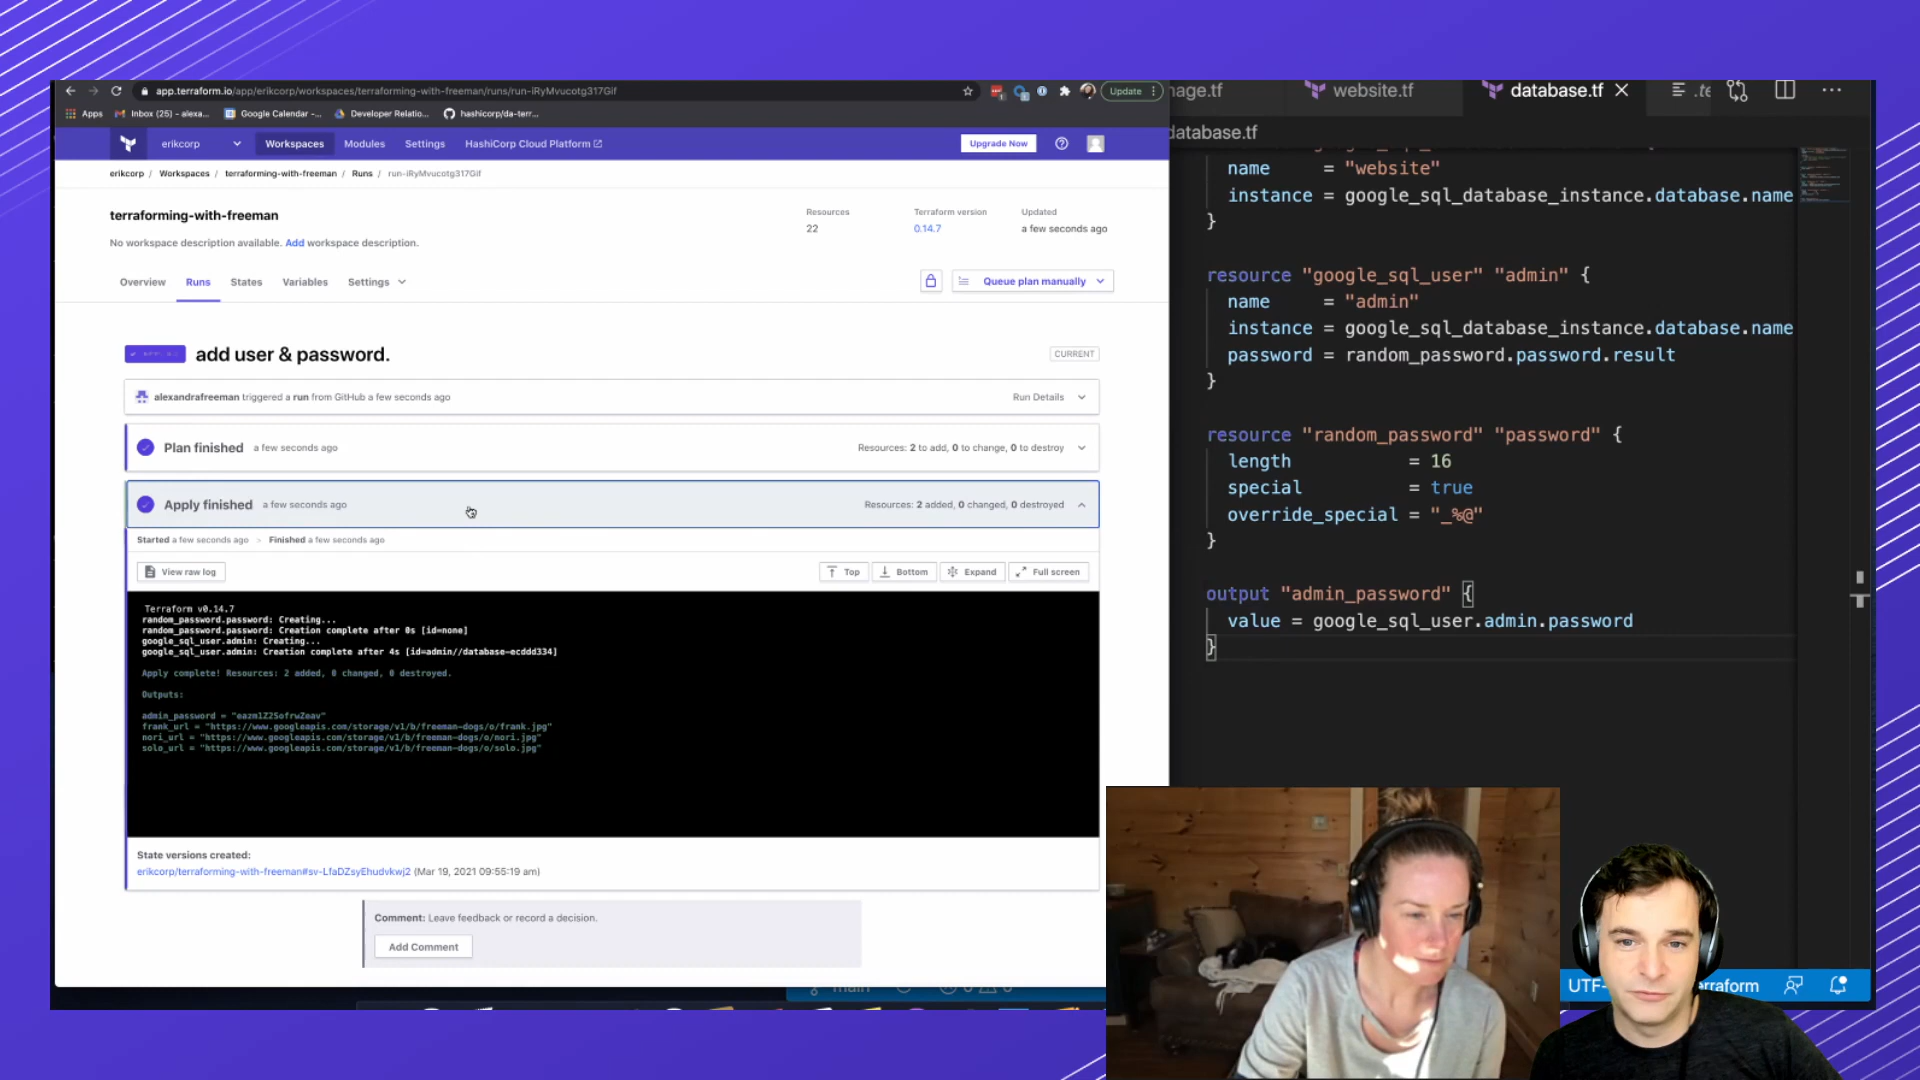 app.terraform.io/app/erikcorp/workspaces/terraforming-with-freeman/runs/run-iRyMvucotg317Gif
Update
Apps
Inbox (25) - alexa...
Google Calendar -...
Developer Relatio...
hashicorp/da-terr...
erikcorp
Workspaces
Modules
Settings
HashiCorp Cloud Platform
Upgrade Now
erikcorp / Workspaces / terraforming-with-freeman / Runs / run-iRyMvucotg317Gif
terraforming-with-freeman
No workspace description available. Add workspace description.
Resources
22
Terraform version
0.14.7
Updated
a few seconds ago
Overview
Runs
States
Variables
Settings
Queue plan manually
add user & password.
CURRENT
alexandrafreeman triggered a run from GitHub a few seconds ago
Run Details
Plan finished a few seconds ago
Resources: 2 to add, 0 to change, 0 to destroy
Apply finished a few seconds ago
Resources: 2 added, 0 changed, 0 destroyed
Started a few seconds ago > Finished a few seconds ago
View raw log
Top
Bottom
Expand
Full screen
Terraform v0.14.7
random_password.password: Creating...
random_password.password: Creation complete after 0s [id=none]
google_sql_user.admin: Creating...
google_sql_user.admin: Creation complete after 4s [id=admin//database-ecddd334]
Apply complete! Resources: 2 added, 0 changed, 0 destroyed.
Outputs:
admin_password = "eazm1Z25ofrwZeav"
frank_url = "https://www.googleapis.com/storage/v1/b/freeman-dogs/o/frank.jpg"
nori_url = "https://www.googleapis.com/storage/v1/b/freeman-dogs/o/nori.jpg"
solo_url = "https://www.googleapis.com/storage/v1/b/freeman-dogs/o/solo.jpg"
State versions created:
erikcorp/terraforming-with-freeman#sv-LfaDZsyEhudvkwj2 (Mar 19, 2021 09:55:19 am)
Comment: Leave feedback or record a decision.
Add Comment
nage.tf
website.tf
database.tf
.te
database.tf
name = "website"
instance = google_sql_database_instance.database.name
}
resource "google_sql_user" "admin" {
name = "admin"
instance = google_sql_database_instance.database.name
password = random_password.password.result
}
resource "random_password" "password" {
length = 16
special = true
override_special = "_%@"
}
output "admin_password" {
value = google_sql_user.admin.password
}
main
UTF-
erraform